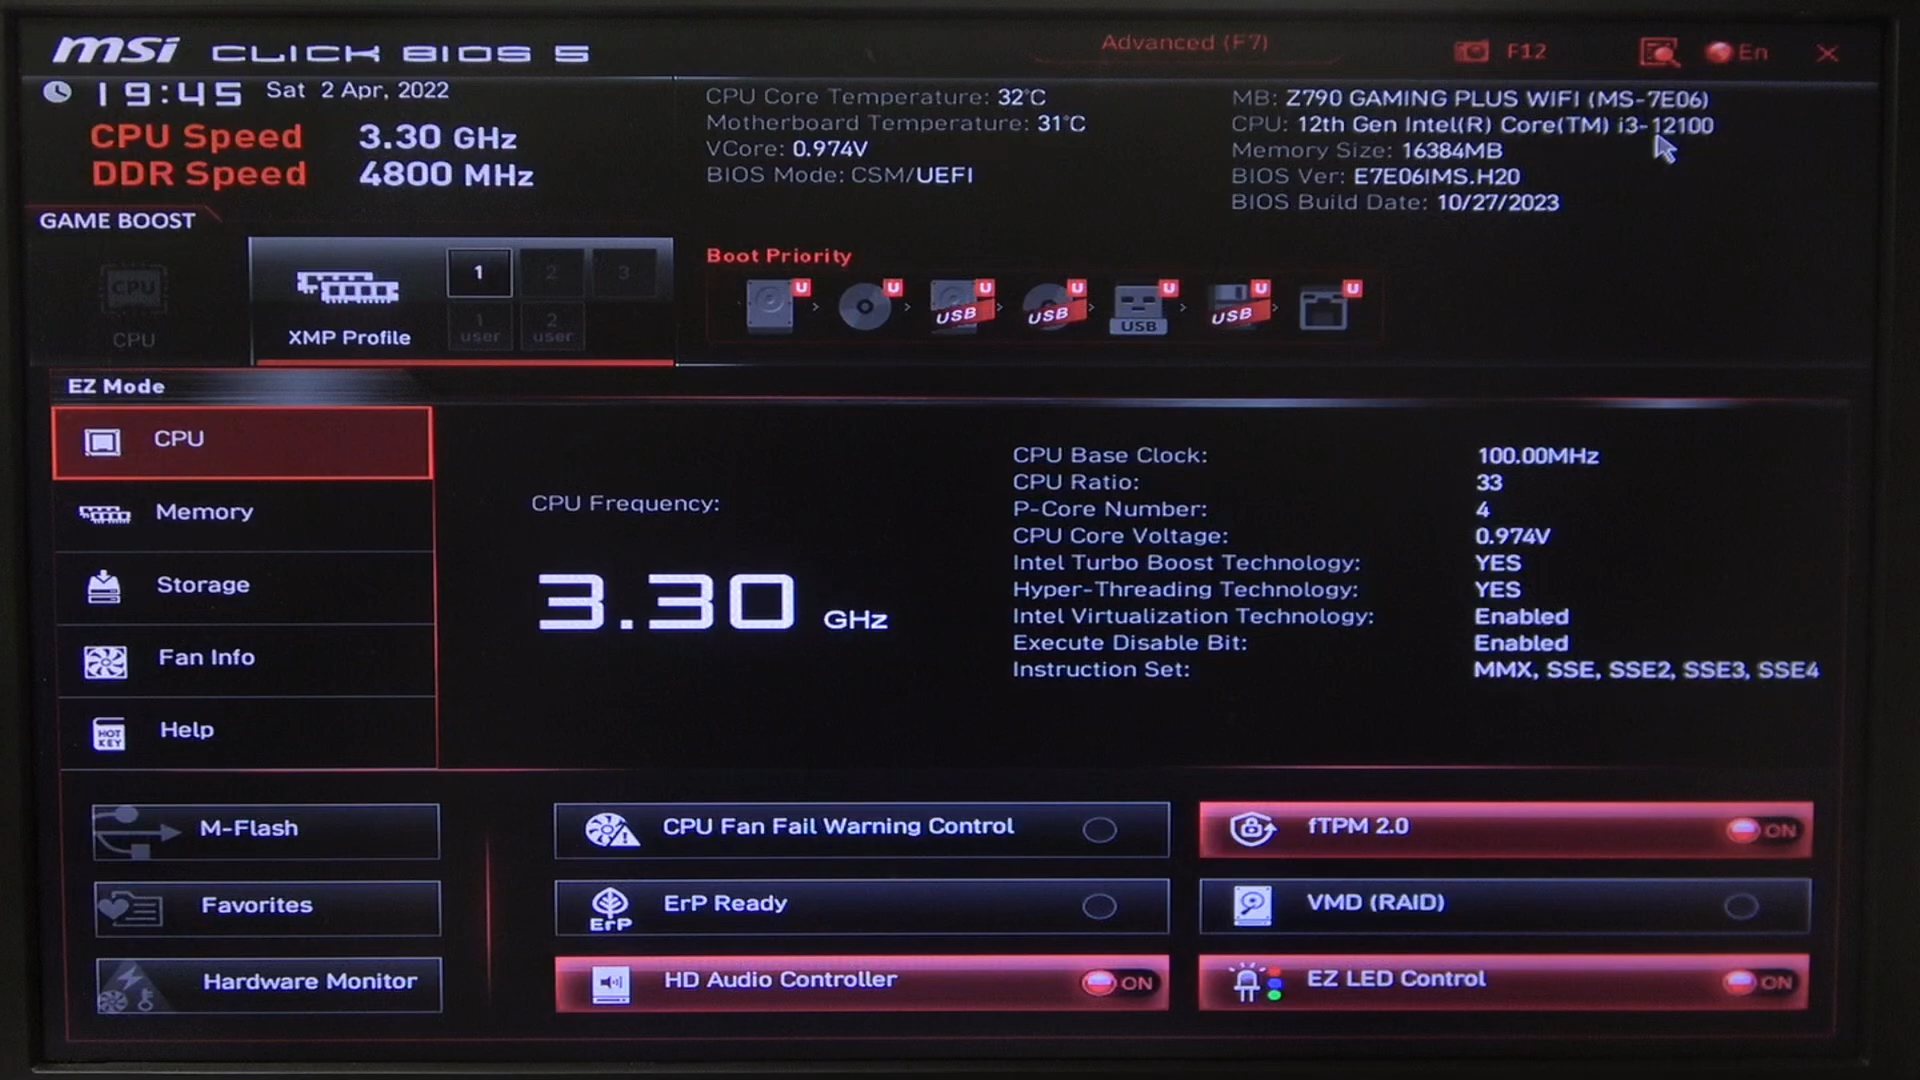 msi CLICK BIOS 5
Advanced (F7)
F12
En
19:45 Sat 2 Apr, 2022
CPU Speed 3.30 GHz
DDR Speed 4800 MHz
CPU Core Temperature: 32°C
Motherboard Temperature: 31°C
VCore: 0.974V
BIOS Mode: CSM/UEFI
MB: Z790 GAMING PLUS WIFI (MS-7E06)
CPU: 12th Gen Intel(R) Core(TM) i3-12100
Memory Size: 16384MB
BIOS Ver: E7E06IMS.H20
BIOS Build Date: 10/27/2023
GAME BOOST
CPU
CPU
XMP Profile
1 2 3
1 user 2 user
Boot Priority
U U U U U U U
USB USB USB USB
EZ Mode
CPU
Memory
Storage
Fan Info
HOT KEY Help
CPU Frequency:
3.30 GHz
CPU Base Clock: 100.00MHz
CPU Ratio: 33
P-Core Number: 4
CPU Core Voltage: 0.974V
Intel Turbo Boost Technology: YES
Hyper-Threading Technology: YES
Intel Virtualization Technology: Enabled
Execute Disable Bit: Enabled
Instruction Set: MMX, SSE, SSE2, SSE3, SSE4
M-Flash
Favorites
Hardware Monitor
CPU Fan Fail Warning Control
ErP ErP Ready
HD Audio Controller ON
fTPM 2.0 ON
VMD (RAID)
EZ LED Control ON